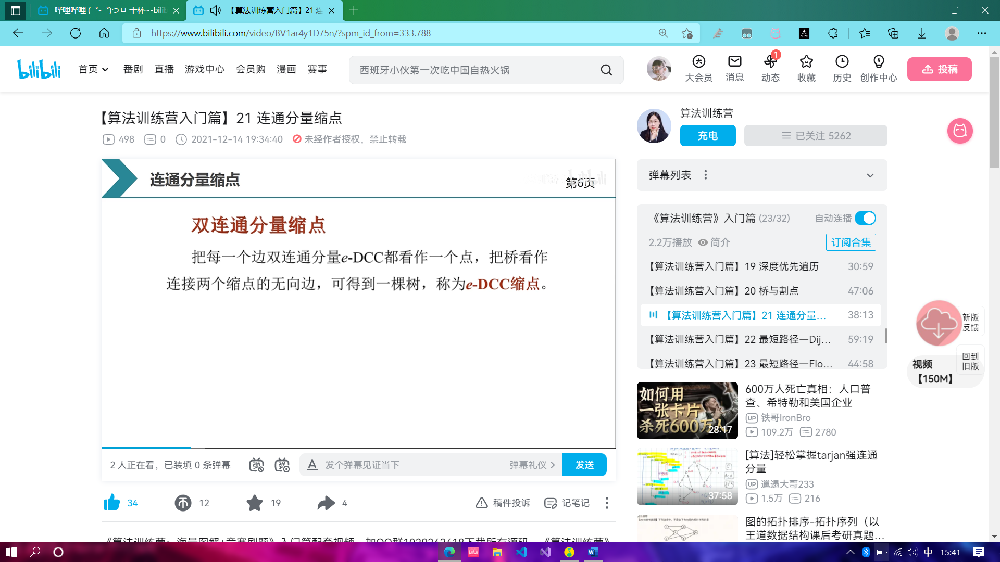 哔哩哔哩 (゜-゜)つロ 干杯~-bilib
【算法训练营入门篇】21 连
https://www.bilibili.com/video/BV1ar4y1D75n/?spm_id_from=333.788
bilibili
首页
番剧
直播
游戏中心
会员购
漫画
赛事
西班牙小伙第一次吃中国自热火锅
大会员
消息
1
动态
收藏
历史
创作中心
投稿
【算法训练营入门篇】21 连通分量缩点
498
0
2021-12-14 19:34:40
未经作者授权，禁止转载
算法训练营
充电
已关注 5262
连通分量缩点
第6页
bilibili
双连通分量缩点
把每一个边双连通分量e-DCC都看作一个点，把桥看作
连接两个缩点的无向边，可得到一棵树，称为e-DCC缩点。
2 人正在看，已装填 0 条弹幕
发个弹幕见证当下
弹幕礼仪
发送
34
12
19
4
稿件投诉
记笔记
《算法训练营：海量图解+竞赛刷题》入门篇配套视频，加QQ群1029262418下载所有源码，《算法训练营》
弹幕列表
《算法训练营》入门篇 (23/32)
自动连播
2.2万播放
简介
订阅合集
【算法训练营入门篇】19 深度优先遍历 30:59
【算法训练营入门篇】20 桥与割点 47:06
【算法训练营入门篇】21 连通分量... 38:13
【算法训练营入门篇】22 最短路径—Dij... 59:19
【算法训练营入门篇】23 最短路径—Flo... 44:58
如何用
一张卡片
杀死600万人
28:17
600万人死亡真相：人口普
查、希特勒和美国企业
UP 铁哥IronBro
109.2万
2780
37:58
[算法]轻松掌握tarjan强连通
分量
UP 邋遢大哥233
1.5万
216
图的拓扑排序-拓扑序列（以
王道数据结构课后考研真题...
新版
反馈
回到
旧版
视频
【150M】
中
15:41